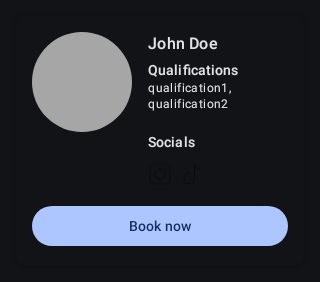 John Doe
Qualifications
qualification1,
qualification2
Socials
Book now